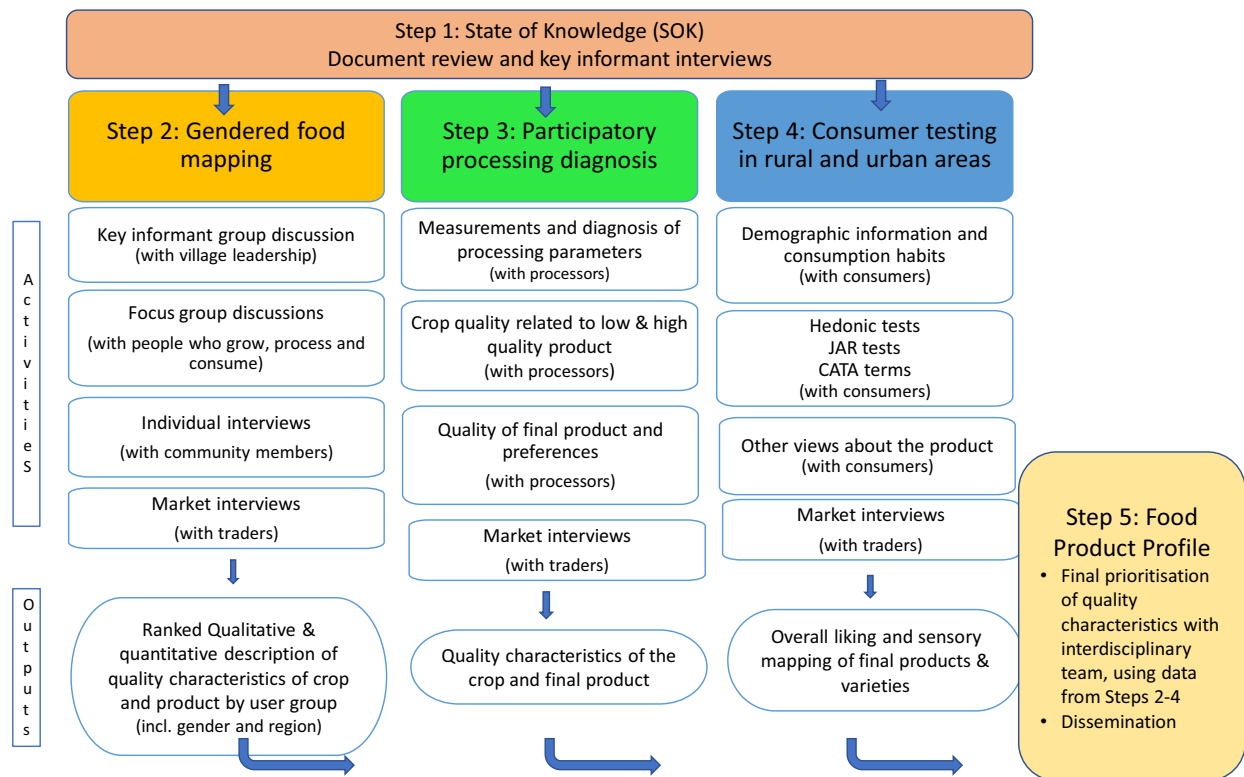 Step 1: State of Knowledge (SOK)
Document review and key informant interviews
Step 2: Gendered food
mapping
Step 3: Participatory
processing diagnosis
Step 4: Consumer testing
in rural and urban areas
ActivitieS
Key informant group discussion
(with village leadership)
Focus group discussions
(with people who grow, process and
consume)
Individual interviews
(with community members)
Market interviews
(with traders)
Measurements and diagnosis of
processing parameters
(with processors)
Crop quality related to low & high
quality product
(with processors)
Quality of final product and
preferences
(with processors)
Market interviews
(with traders)
Demographic information and
consumption habits
(with consumers)
Hedonic tests
JAR tests
CATA terms
(with consumers)
Other views about the product
(with consumers)
Market interviews
(with traders)
Outputs
Ranked Qualitative &
quantitative description of
quality characteristics of crop
and product by user group
(incl. gender and region)
Quality characteristics of the
crop and final product
Overall liking and sensory
mapping of final products &
varieties
Step 5: Food
Product Profile
• Final prioritisation
of quality
characteristics with
interdisciplinary
team, using data
from Steps 2-4
• Dissemination